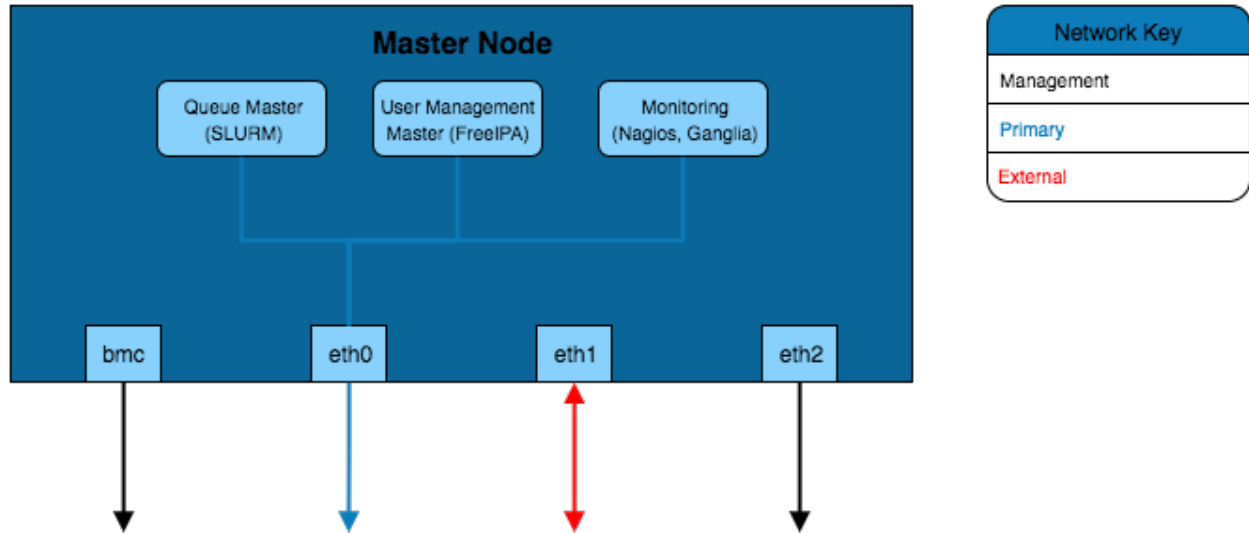 Master Node
Queue Master
(SLURM)
User Management
Master (FreeIPA)
Monitoring
(Nagios, Ganglia)
bmc
eth0
eth1
eth2
Network Key
Management
Primary
External